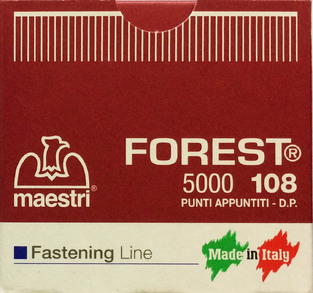 FOREST®
5000 108
PUNTI APPUNTITI - D.P.
maestri®
Fastening Line
Made in Italy